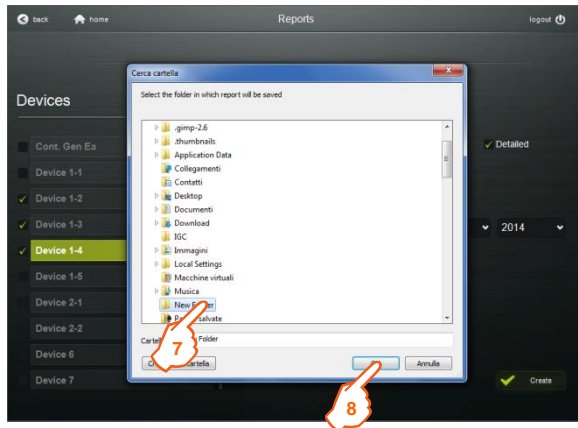 back home Reports logout
Cerca cartella
Select the folder in which report will be saved
Devices
.gimp-2.6
.thumbnails
Application Data
Collegamenti
Contatti
Desktop
Documenti
Download
IGC
Immagini
Local Settings
Macchine virtuali
Musica
New Folder
salvate
Folder
7
cartella Annulla
8
Cont. Gen Ea
Device 1-1
Device 1-2
Device 1-3
Device 1-4
Device 1-5
Device 2-1
Device 2-2
Device 6
Device 7
Detailed
2014
Create